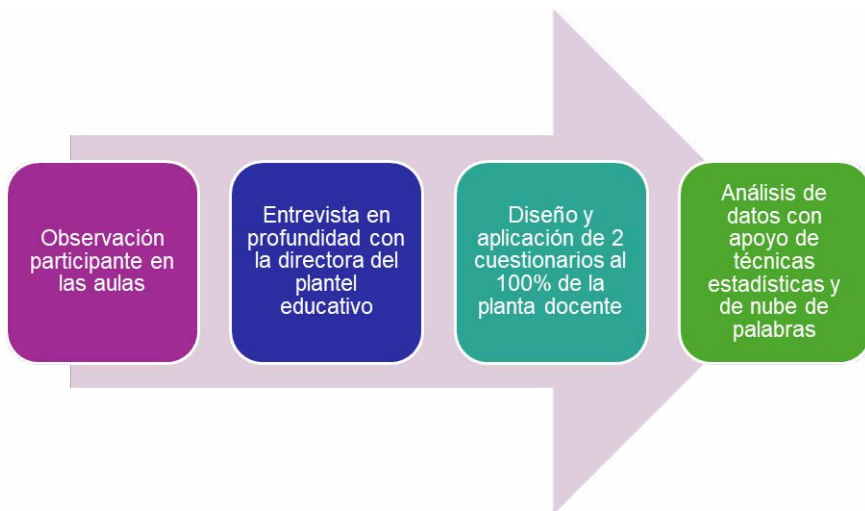 Observación
participante en
las aulas
Entrevista en
profundidad con
la directora del
plantel
educativo
Diseño y
aplicación de 2
cuestionarios al
100% de la
planta docente
Análisis de
datos con
apoyo de
técnicas
estadísticas y
de nube de
palabras